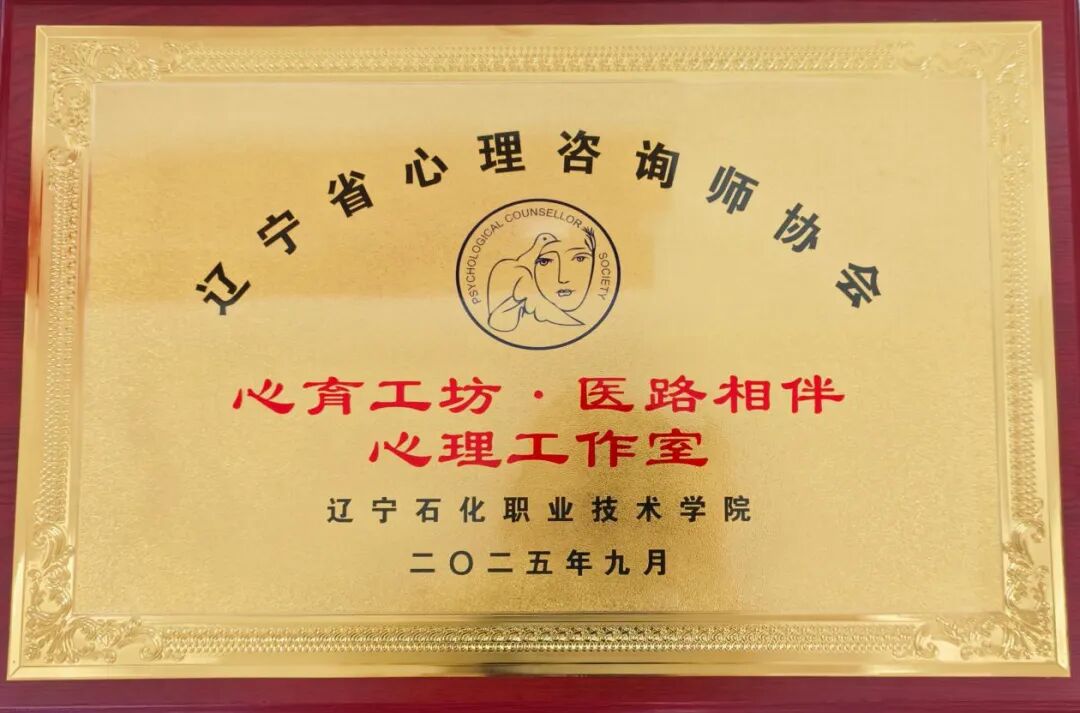 辽宁省心理咨询师协会
PSYCHOLOGICAL COUNSELLOR SOCIETY
心育工坊·医路相伴
心理工作室
辽宁石化职业技术学院
二〇二五年九月